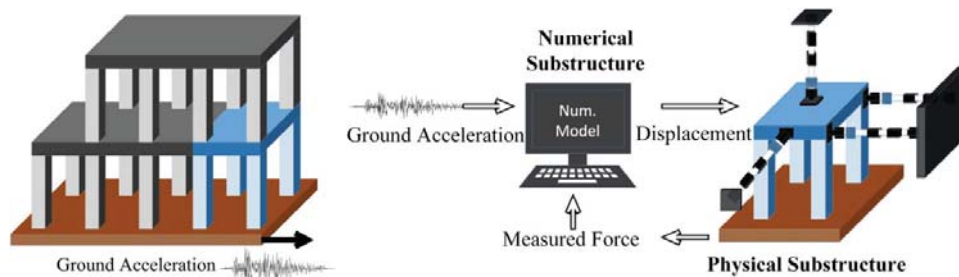 Ground Acceleration
Ground Acceleration
Numerical
Substructure
Num.
Model
Displacement
Measured Force
Physical Substructure